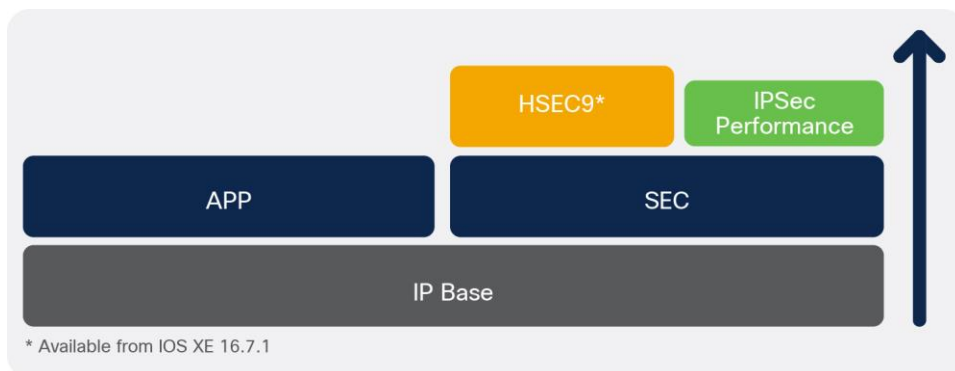 HSEC9*
IPSec
Performance
APP
SEC
IP Base
* Available from IOS XE 16.7.1